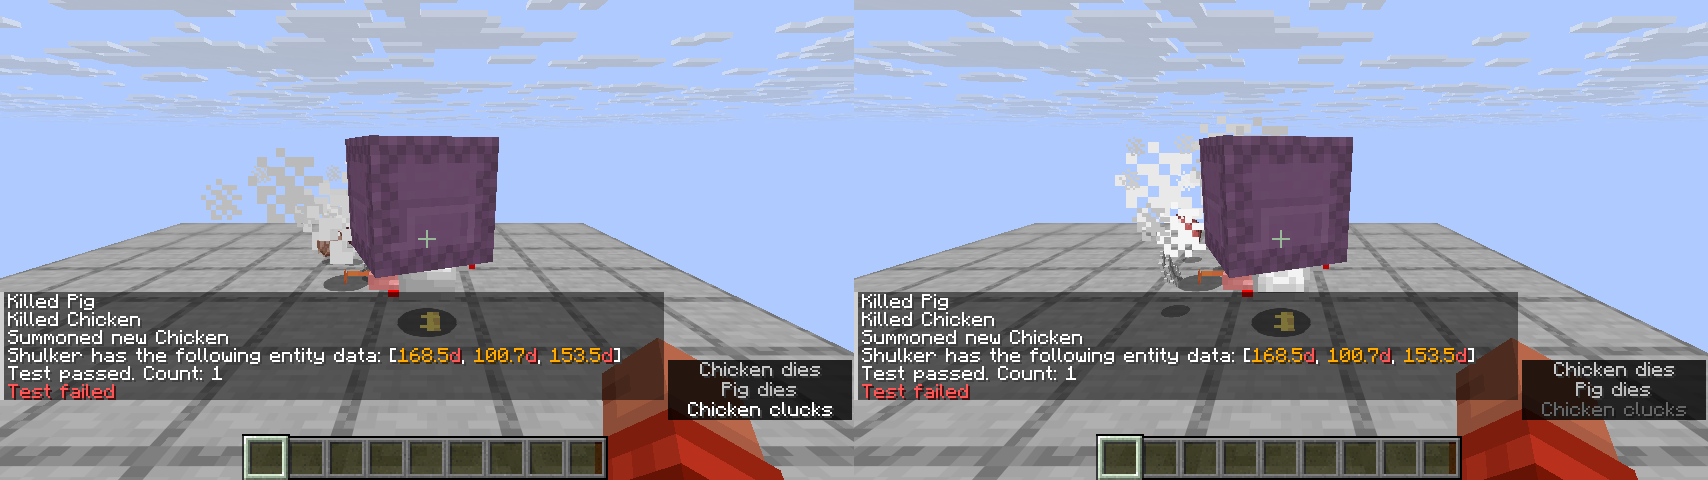 Killed Pig
Killed Chicken
Summoned new Chicken
Shulker has the following entity data: [168.5d, 100.7d, 153.5d]
Test passed. Count: 1
Test failed
Chicken dies
Pig dies
Chicken clucks
Killed Pig
Killed Chicken
Summoned new Chicken
Shulker has the following entity data: [168.5d, 100.7d, 153.5d]
Test passed. Count: 1
Test failed
Chicken dies
Pig dies
Chicken clucks